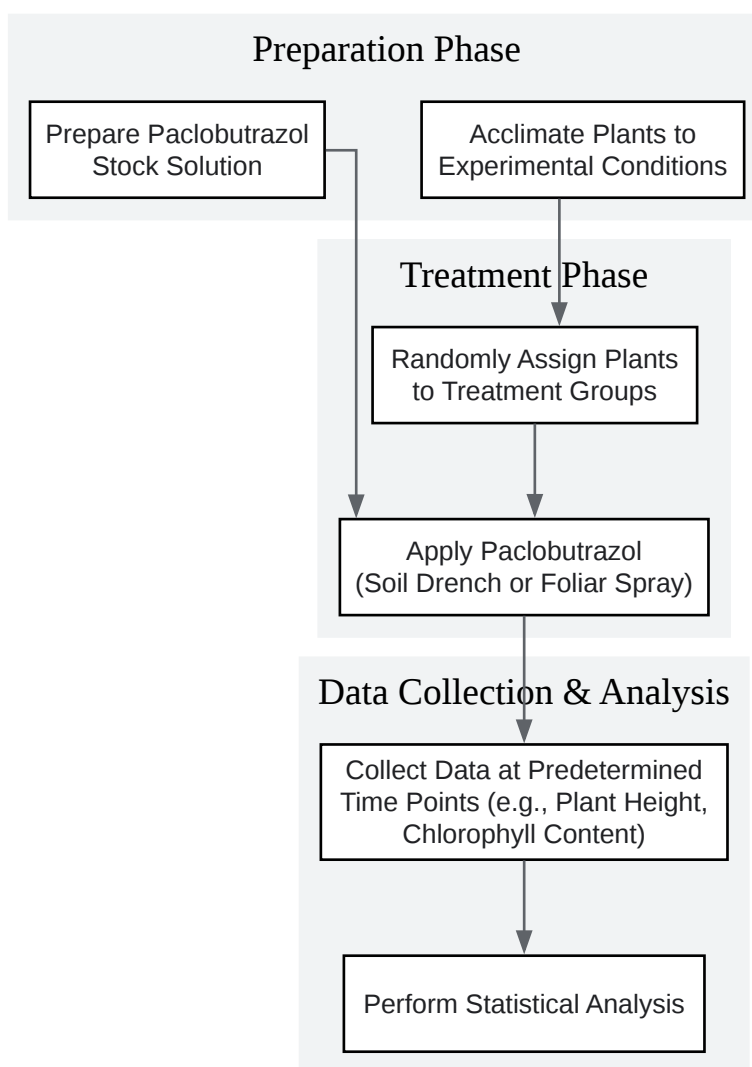 Preparation Phase
Prepare Paclobutrazol
Stock Solution
Acclimate Plants to
Experimental Conditions
Treatment Phase
Randomly Assign Plants
to Treatment Groups
Apply Paclobutrazol
(Soil Drench or Foliar Spray)
Data Collection & Analysis
Collect Data at Predetermined
Time Points (e.g., Plant Height,
Chlorophyll Content)
Perform Statistical Analysis